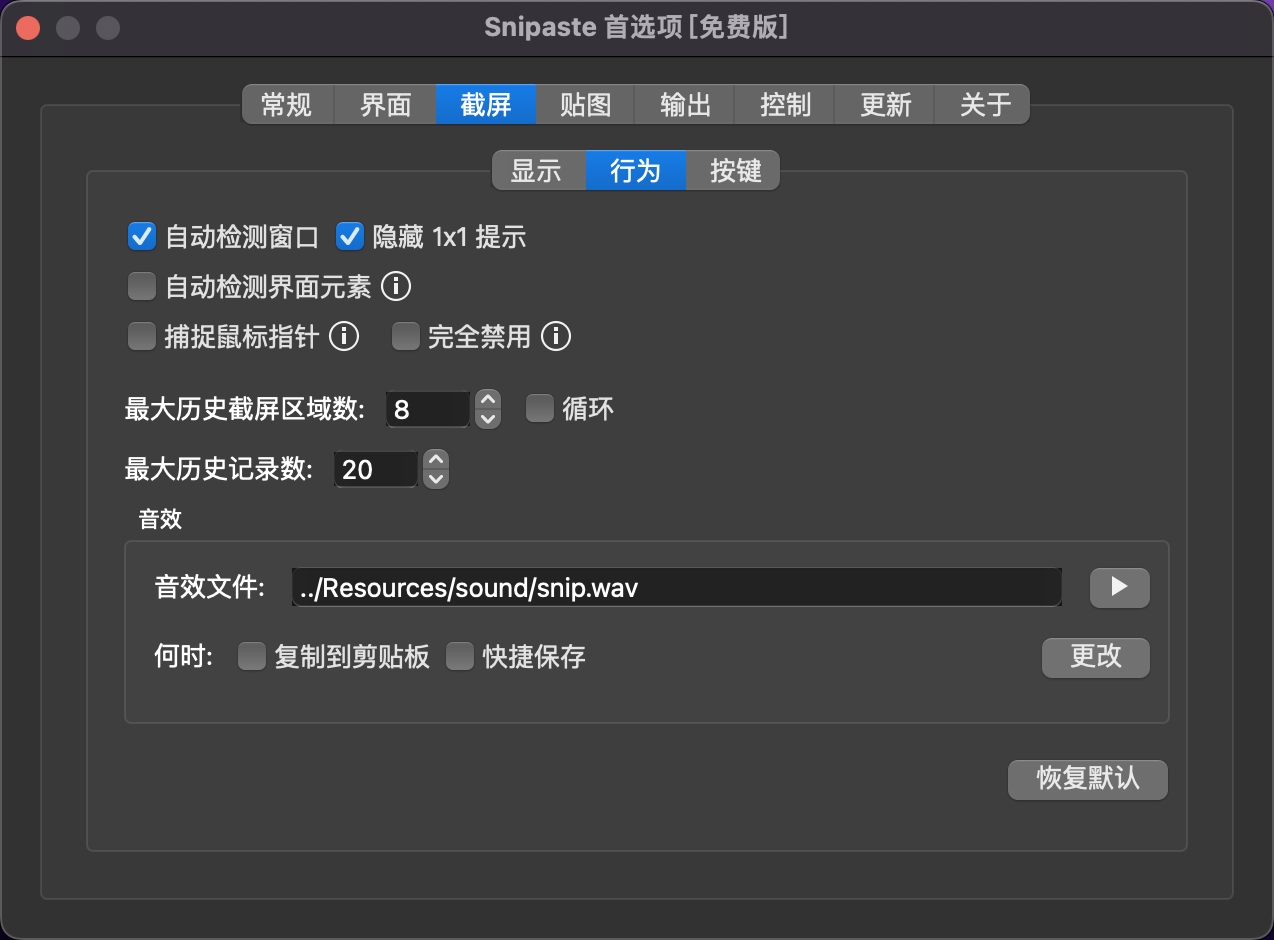 Snipaste 首选项 [免费版]
常规 界面 截屏 贴图 输出 控制 更新 关于
显示 行为 按键
自动检测窗口 隐藏 1x1 提示
自动检测界面元素
捕捉鼠标指针 完全禁用
最大历史截屏区域数: 8 循环
最大历史记录数: 20
音效
音效文件: ../Resources/sound/snip.wav
何时: 复制到剪贴板 快捷保存 更改
恢复默认